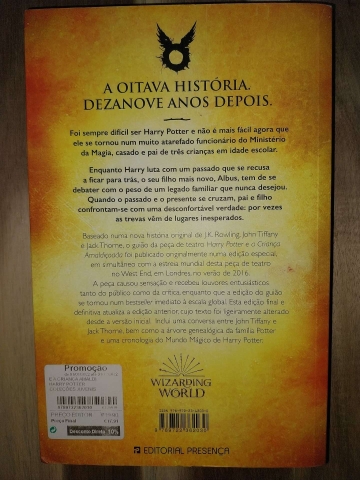 A OITAVA HISTÓRIA.
DEZANOVE ANOS DEPOIS.
Foi sempre difícil ser Harry Potter e não é mais fácil agora que
ele se tornou num muito atarefado funcionário do Ministério
da Magia, casado e pai de três crianças em idade escolar.
Enquanto Harry luta com um passado que se recusa
a ficar para trás, o seu filho mais novo, Albus, tem de se
debater com o peso de um legado familiar que nunca desejou.
Quando o passado e o presente se cruzam, pai e filho
confrontam-se com uma desconfortável verdade: por vezes
as trevas vêm de lugares inesperados.
Baseado numa nova história original de J.K. Rowling, John Tiffany
e Jack Thorne, o guião da peça de teatro Harry Potter e a Criança
Amaldiçoada foi publicado originalmente numa edição especial,
em simultâneo com a estreia mundial desta peça de teatro
no West End, em Londres, no verão de 2016.
A peça causou sensação e recebeu louvores entusiásticos
tanto do público como da crítica, enquanto que a edição do guião
se tornou num bestseller imediato à escala global. Esta edição final e
definitiva atualiza a edição anterior, cujo texto foi ligeiramente alterado
desde a versão inicial. Inclui uma conversa entre John Tiffany e
Jack Thorne, bem como a árvore genealógica da família Potter
e uma cronologia do Mundo Mágico de Harry Potter.
Promoção
HARRY POTTER
Desconto Direto 10%
WIZARDING
WORLD
EDITORIAL PRESENÇA